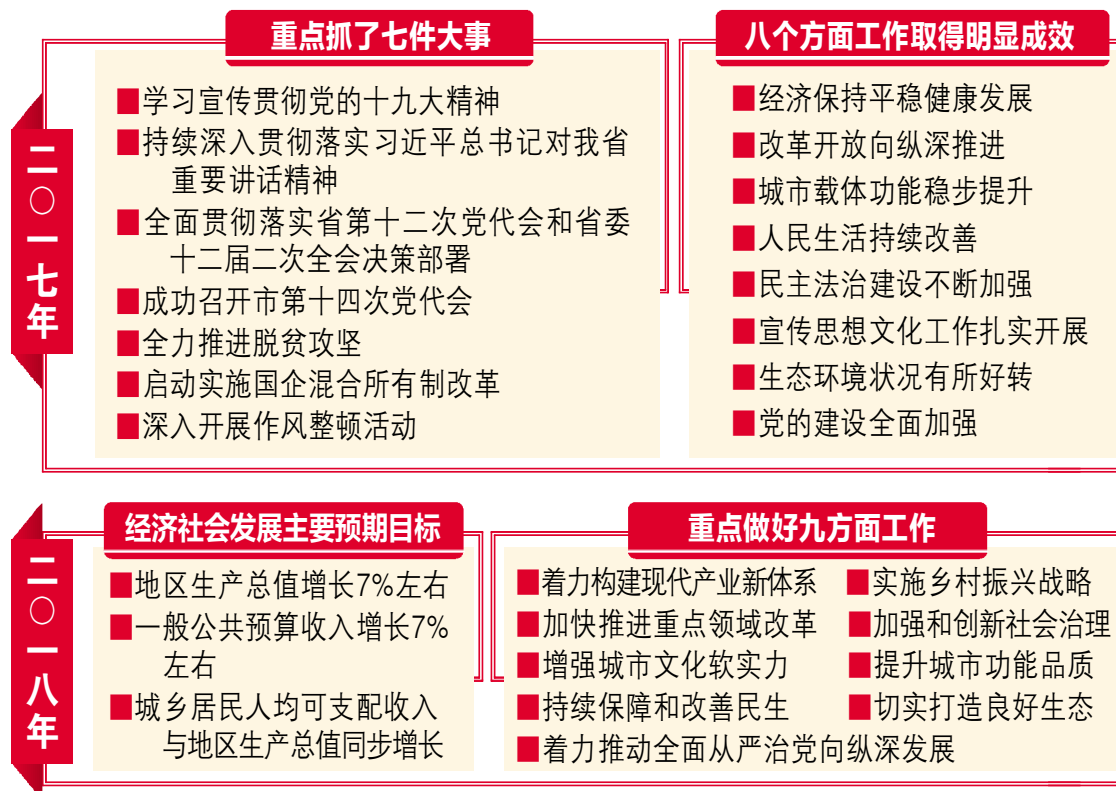 二〇一七年
重点抓了七件大事
■学习宣传贯彻党的十九大精神
■持续深入贯彻落实习近平总书记对我省
重要讲话精神
■全面贯彻落实省第十二次党代会和省委
十二届二次全会决策部署
■成功召开市第十四次党代会
■全力推进脱贫攻坚
■启动实施国企混合所有制改革
■深入开展作风整顿活动
八个方面工作取得明显成效
■经济保持平稳健康发展
■改革开放向纵深推进
■城市载体功能稳步提升
■人民生活持续改善
■民主法治建设不断加强
■宣传思想文化工作扎实开展
■生态环境状况有所好转
■党的建设全面加强
二〇一八年
经济社会发展主要预期目标
■地区生产总值增长7%左右
■一般公共预算收入增长7%
左右
■城乡居民人均可支配收入
与地区生产总值同步增长
重点做好九方面工作
■着力构建现代产业新体系 ■实施乡村振兴战略
■加快推进重点领域改革 ■加强和创新社会治理
■增强城市文化软实力 ■提升城市功能品质
■持续保障和改善民生 ■切实打造良好生态
■着力推动全面从严治党向纵深发展